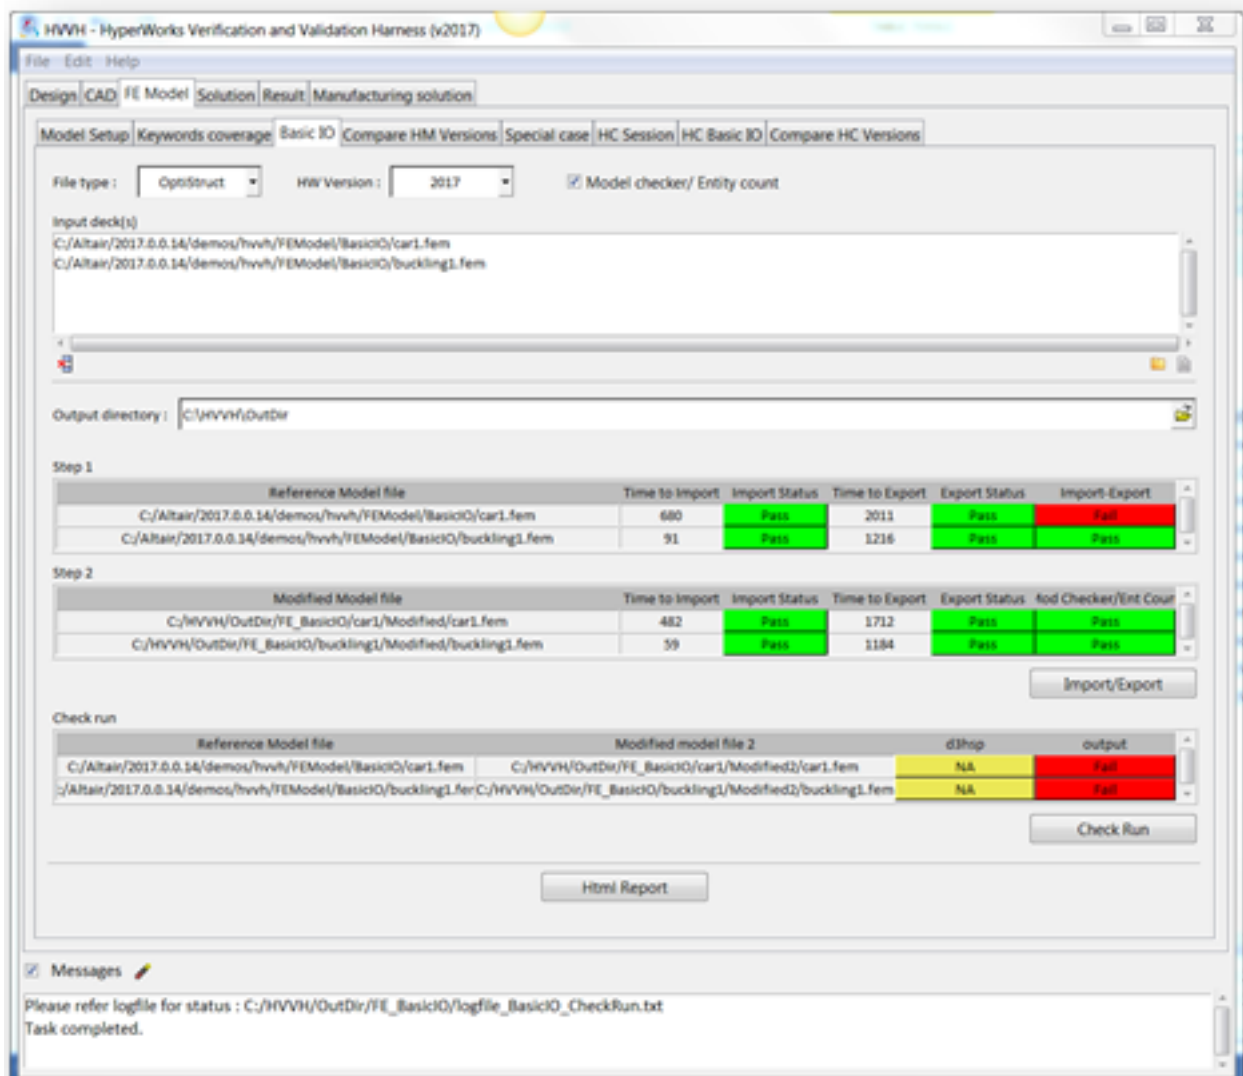 HVVH - HyperWorks Verification and Validation Harness (v2017)
File Edit Help
Design CAD FE Model Solution Result Manufacturing solution
Model Setup Keywords coverage Basic IO Compare HM Versions Special case HC Session HC Basic IO Compare HC Versions
File type : OptiStruct HW Version : 2017 Model checker/ Entity count
Input deck(s)
C:/Altair/2017.0.0.14/demos/hvvh/FEModel/BasicIO/car1.fem
C:/Altair/2017.0.0.14/demos/hvvh/FEModel/BasicIO/buckling1.fem
Output directory : C:\HVVH\OutDir
Step 1
Reference Model file Time to Import Import Status Time to Export Export Status Import-Export
C:/Altair/2017.0.0.14/demos/hvvh/FEModel/BasicIO/car1.fem 680 Pass 2011 Pass Fail
C:/Altair/2017.0.0.14/demos/hvvh/FEModel/BasicIO/buckling1.fem 91 Pass 1216 Pass Pass
Step 2
Modified Model file Time to Import Import Status Time to Export Export Status Mod Checker/Ent Coun
C:/HVVH/OutDir/FE_BasicIO/car1/Modified/car1.fem 482 Pass 1712 Pass Pass
C:/HVVH/OutDir/FE_BasicIO/buckling1/Modified/buckling1.fem 59 Pass 1184 Pass Pass
Import/Export
Check run
Reference Model file Modified model file 2 d3hsp output
C:/Altair/2017.0.0.14/demos/hvvh/FEModel/BasicIO/car1.fem C:/HVVH/OutDir/FE_BasicIO/car1/Modified2/car1.fem NA Fail
:/Altair/2017.0.0.14/demos/hvvh/FEModel/BasicIO/buckling1.fer C:/HVVH/OutDir/FE_BasicIO/buckling1/Modified2/buckling1.fem NA Fail
Check Run
Html Report
Messages
Please refer logfile for status : C:/HVVH/OutDir/FE_BasicIO/logfile_BasicIO_CheckRun.txt
Task completed.